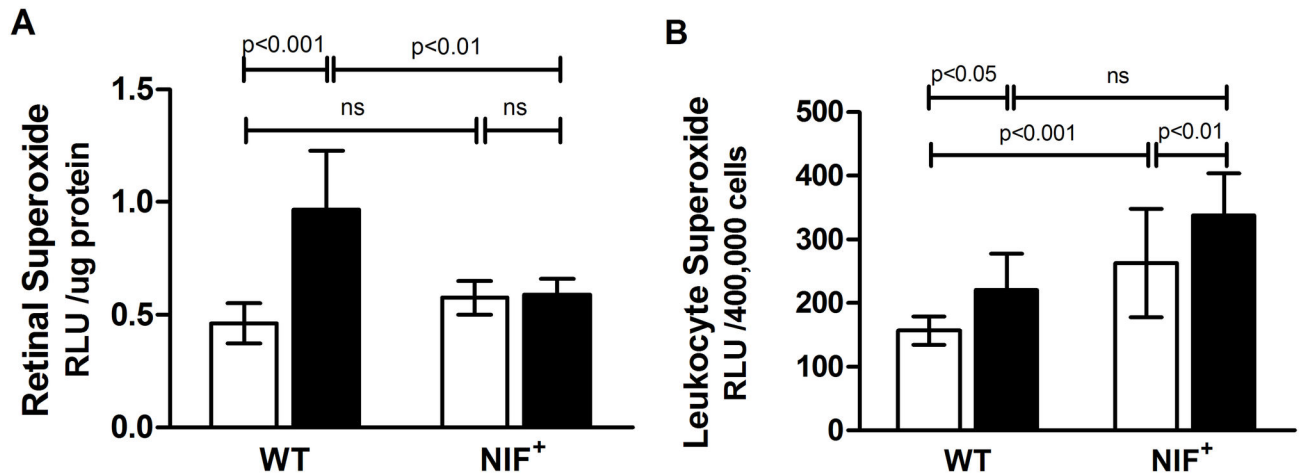 A
p<0.001
p<0.01
ns
ns
Retinal Superoxide
RLU /ug protein
1.5
1.0
0.5
0.0
WT
NIF+
B
p<0.05
ns
p<0.001
p<0.01
Leukocyte Superoxide
RLU /400,000 cells
500
400
300
200
100
0
WT
NIF+